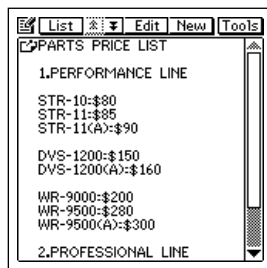 List Edit New Tools
PARTS PRICE LIST
1.PERFORMANCE LINE
STR-10:$80
STR-11:$85
STR-11(A):$90
DVS-1200:$150
DVS-1200(A):$160
WR-9000:$200
WR-9500:$280
WR-9500(A):$300
2.PROFESSIONAL LINE